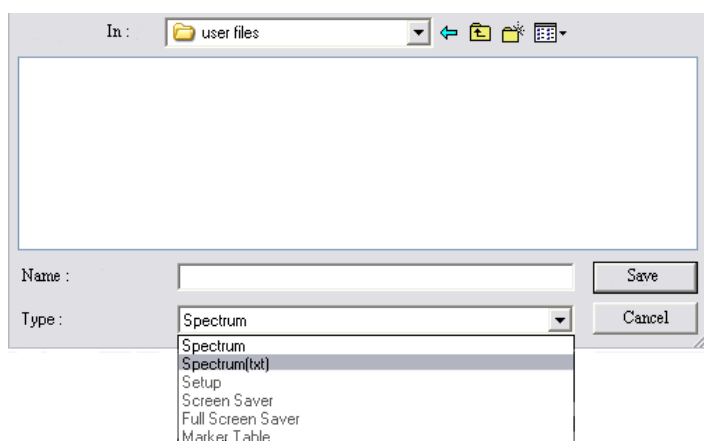 In :
user files
Name :
Save
Type :
Spectrum
Cancel
Spectrum
Spectrum(txt)
Setup
Screen Saver
Full Screen Saver
Marker Table